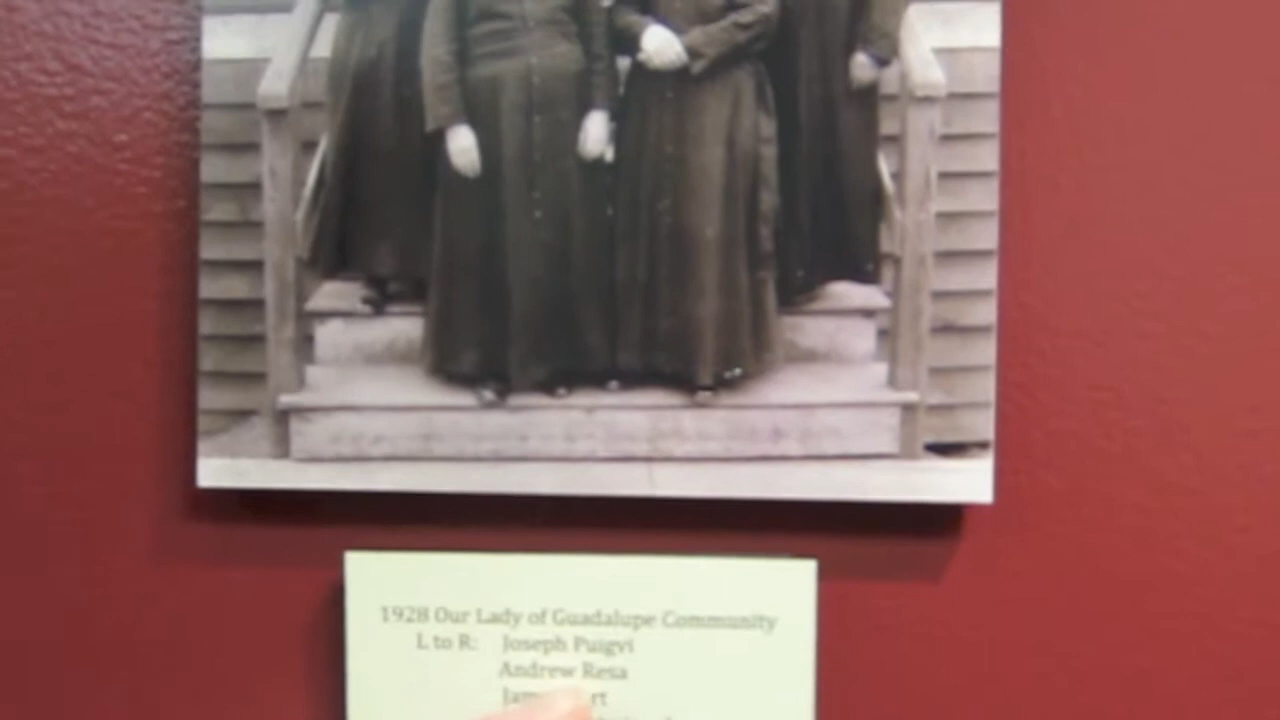 1928 Our Lady of Guadalupe Community
L to R: Joseph Puigvi
Andrew Resa